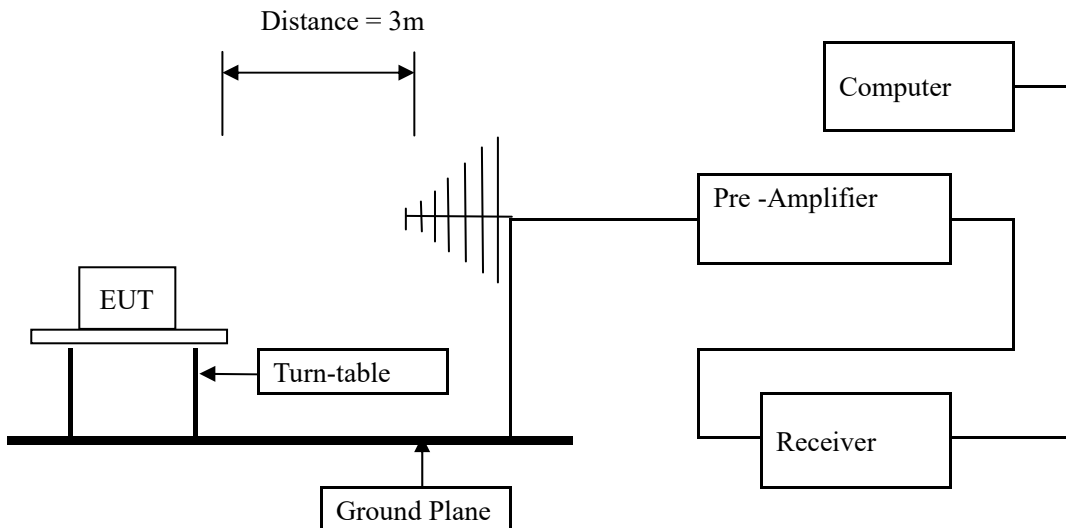 Distance = 3m
Computer
Pre -Amplifier
EUT
Turn-table
Receiver
Ground Plane